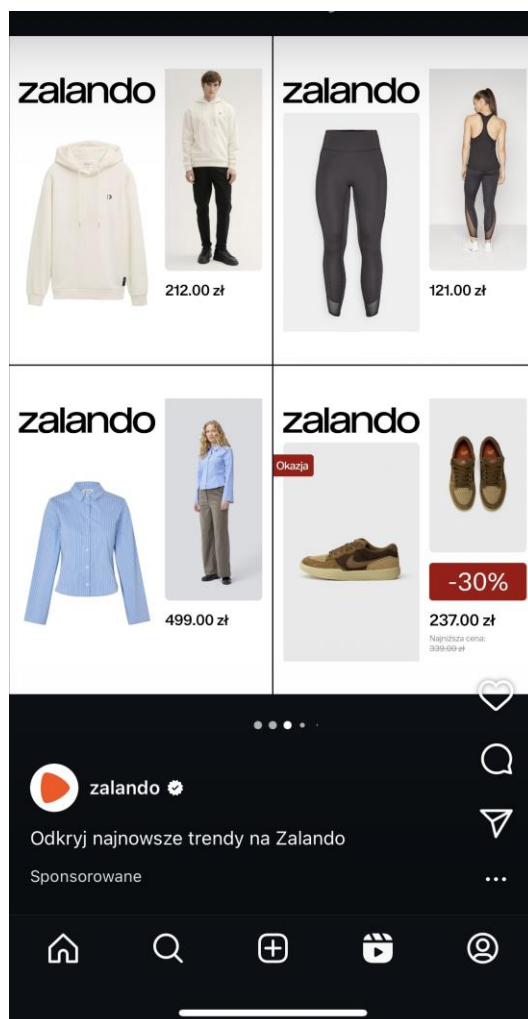 zalando
212.00 zł
zalando
121.00 zł
zalando
499.00 zł
zalando
Okazja
-30%
237.00 zł
Najniższa cena:
339.00 zł
zalando
Odkryj najnowsze trendy na Zalando
Sponsorowane